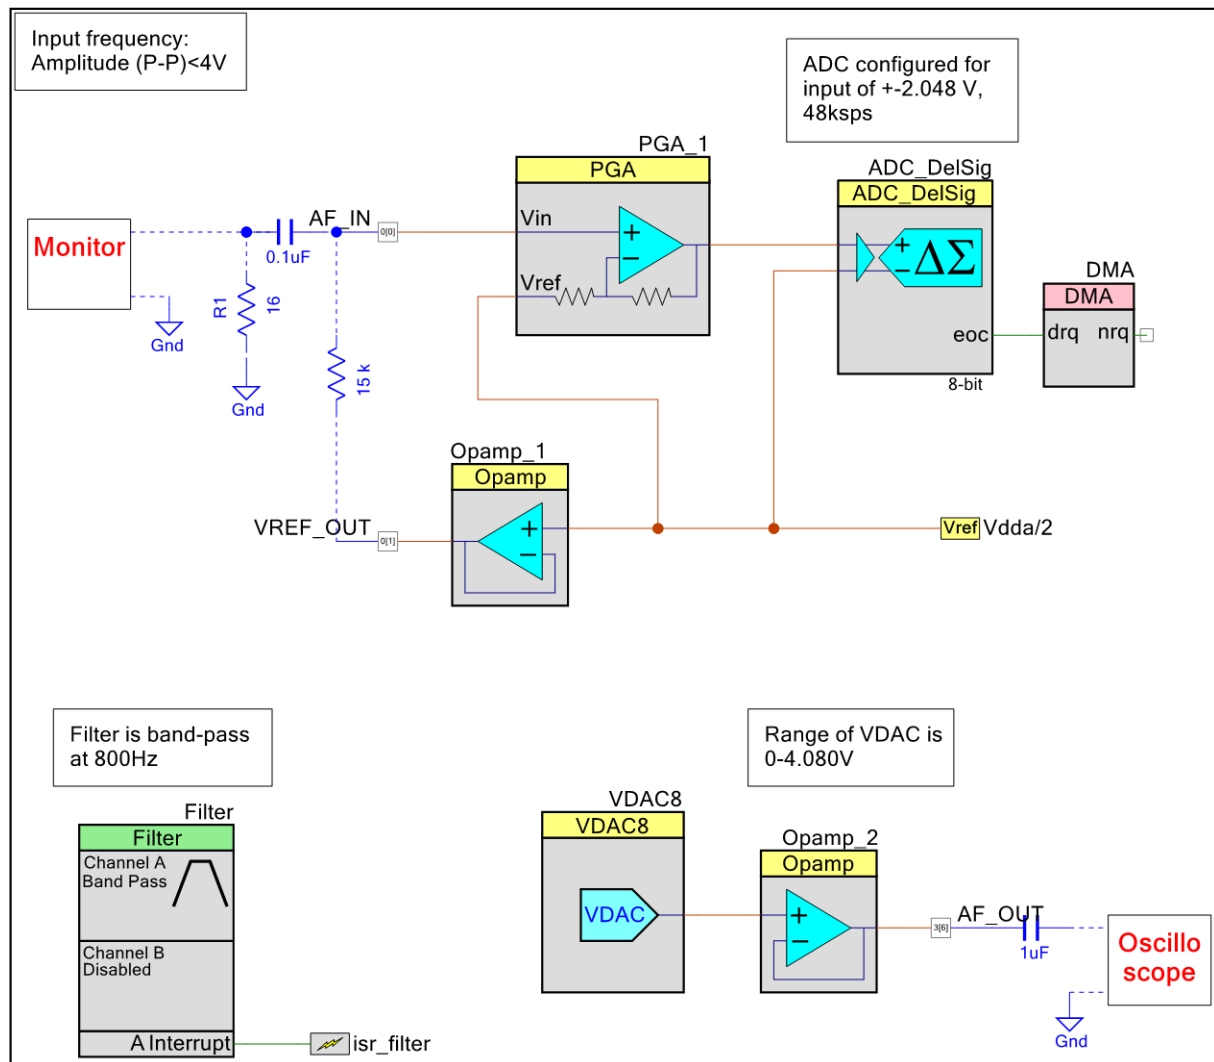 Input frequency:
Amplitude (P-P)<4V
ADC configured for
input of +-2.048 V,
48ksps
PGA_1
PGA
Vin
Vref
ADC_DelSig
ADC_DelSig
+
-
ΔΣ
eoc
8-bit
DMA
DMA
drq nrq
Monitor
AF_IN
0[0]
0.1uF
R1
16
Gnd
Gnd
15 k
Opamp_1
Opamp
VREF_OUT
0[1]
Vref Vdda/2
Filter is band-pass
at 800Hz
Range of VDAC is
0-4.080V
Filter
Filter
Channel A
Band Pass
Channel B
Disabled
A Interrupt
isr_filter
VDAC8
VDAC8
VDAC
Opamp_2
Opamp
3[6]
AF_OUT
1uF
Gnd
Oscillo
scope